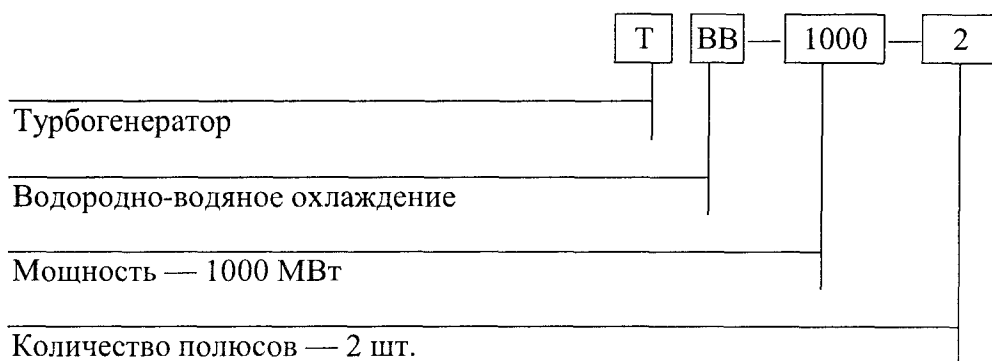 Т ВВ — 1000 — 2
Турбогенератор
Водородно-водяное охлаждение
Мощность — 1000 МВт
Количество полюсов — 2 шт.